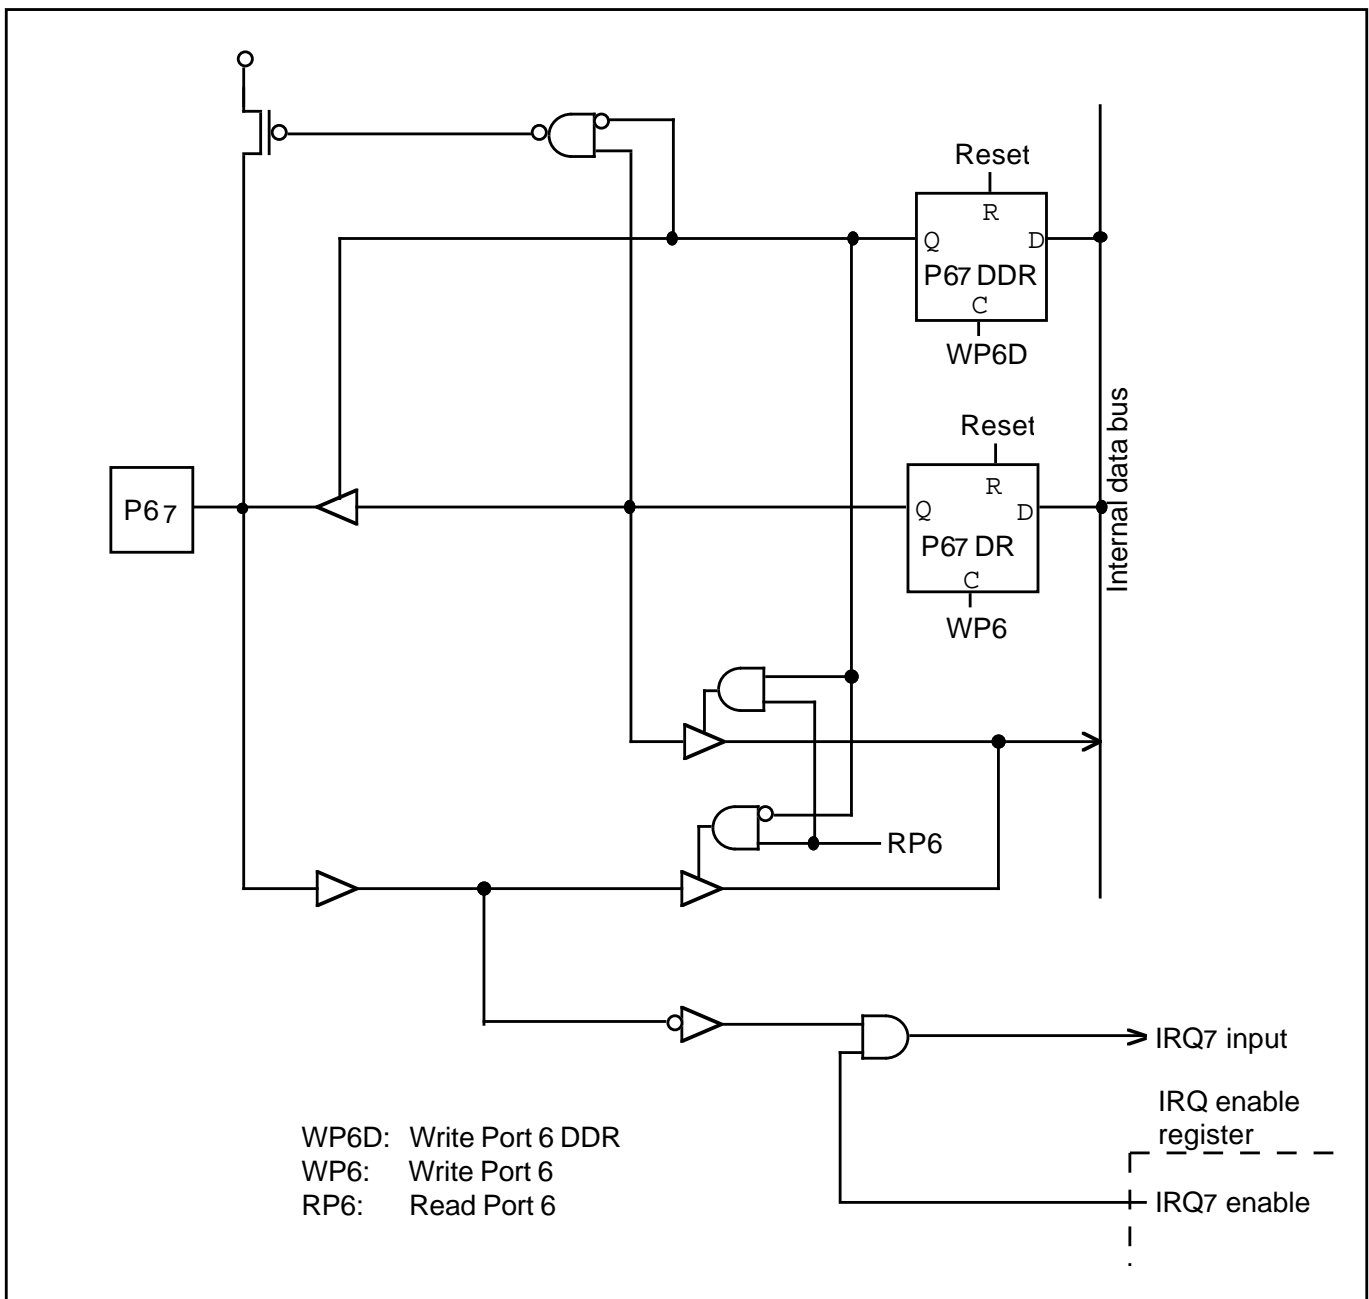 Reset
R
Q D
P67 DDR
C
WP6D
Internal data bus
Reset
R
Q D
P67 DR
C
WP6
P67
RP6
IRQ7 input
IRQ enable
register
IRQ7 enable
WP6D: Write Port 6 DDR
WP6: Write Port 6
RP6: Read Port 6